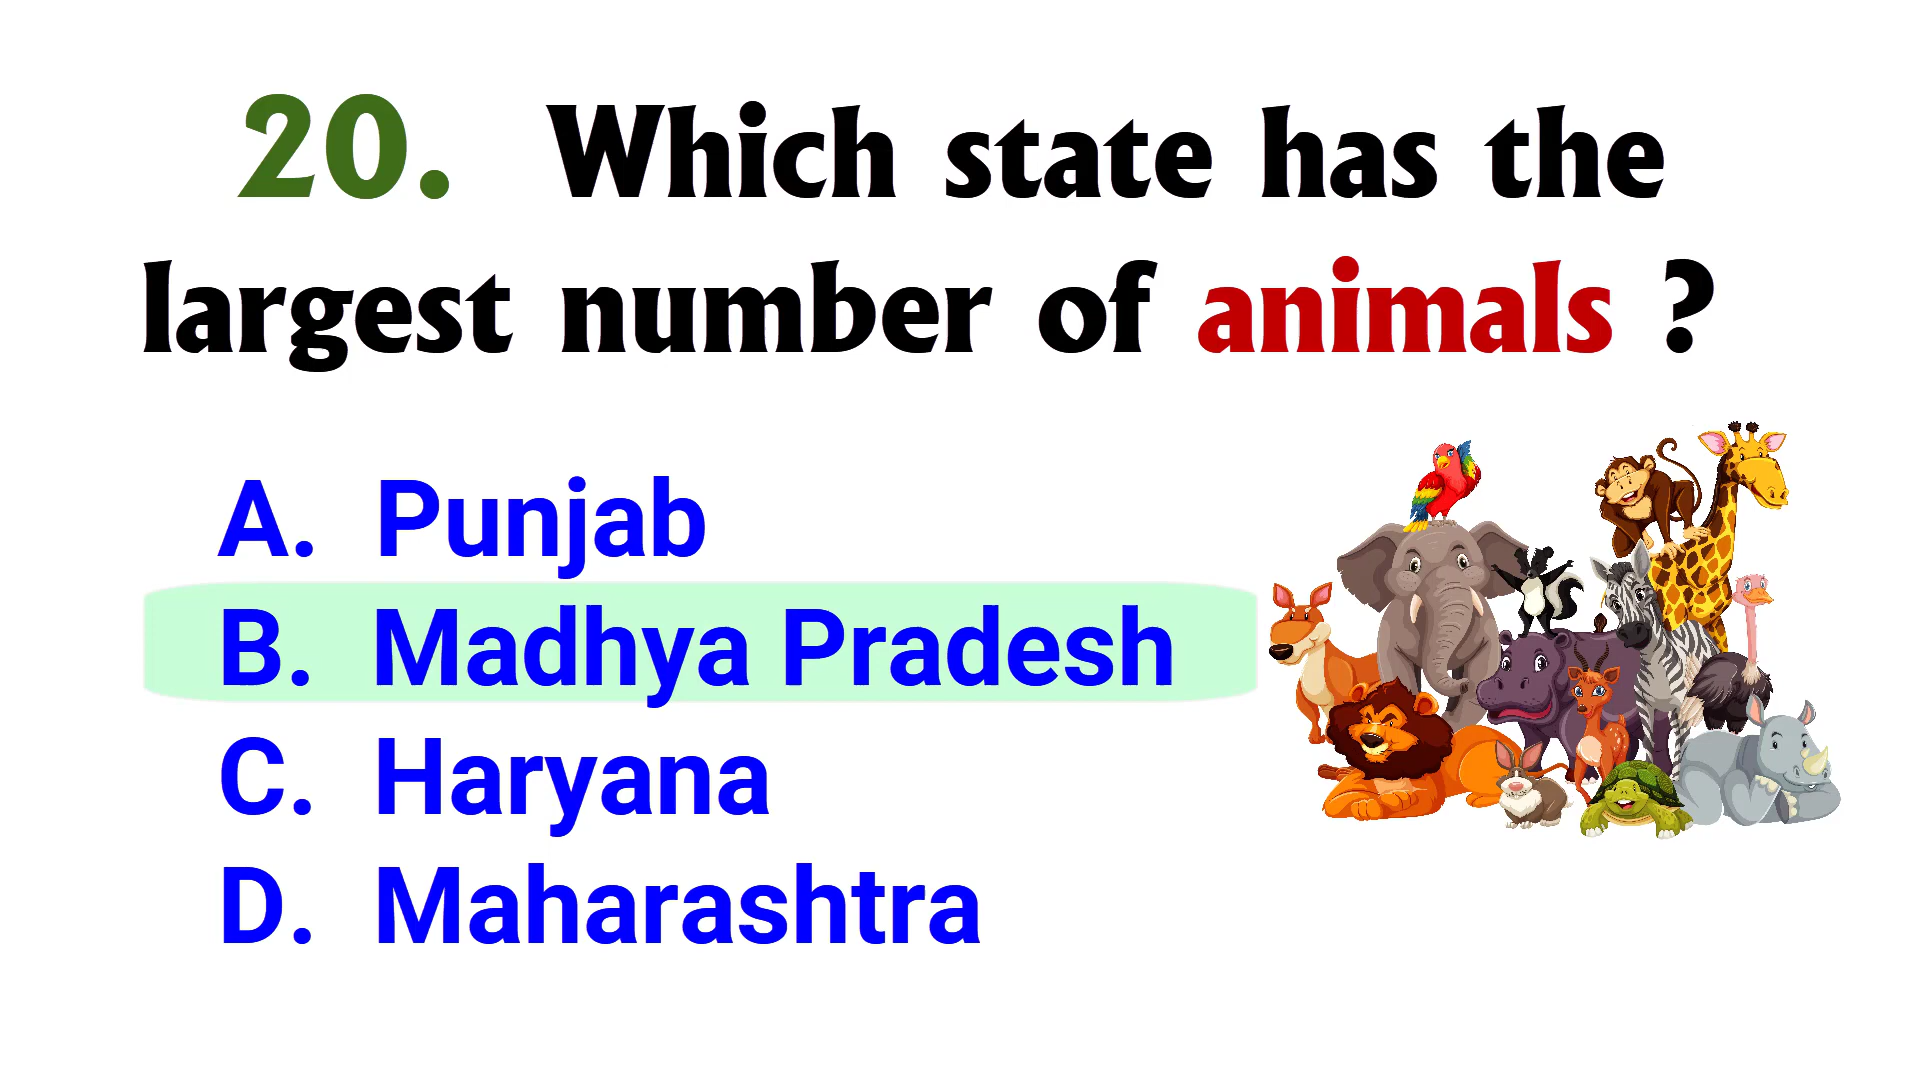 20. Which state has the
largest number of animals ?
A. Punjab
B. Madhya Pradesh
C. Haryana
D. Maharashtra